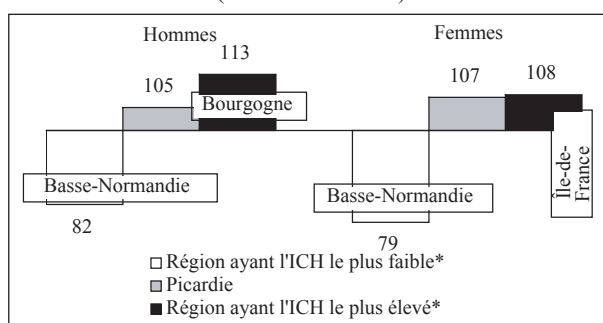 Hommes
Femmes
113
105
107
108
Bourgogne
Basse-Normandie
Basse-Normandie
Île-de-
France
82
79
Région ayant l'ICH le plus faible*
Picardie
Région ayant l'ICH le plus élevé*